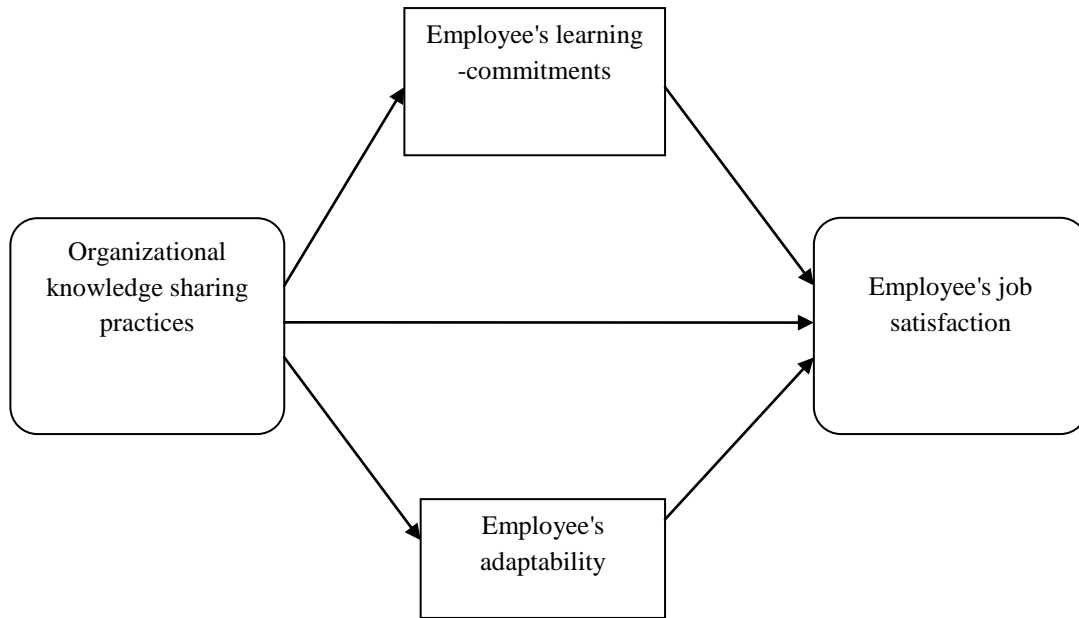 Employee's learning
-commitments
Organizational
knowledge sharing
practices
Employee's job
satisfaction
Employee's
adaptability